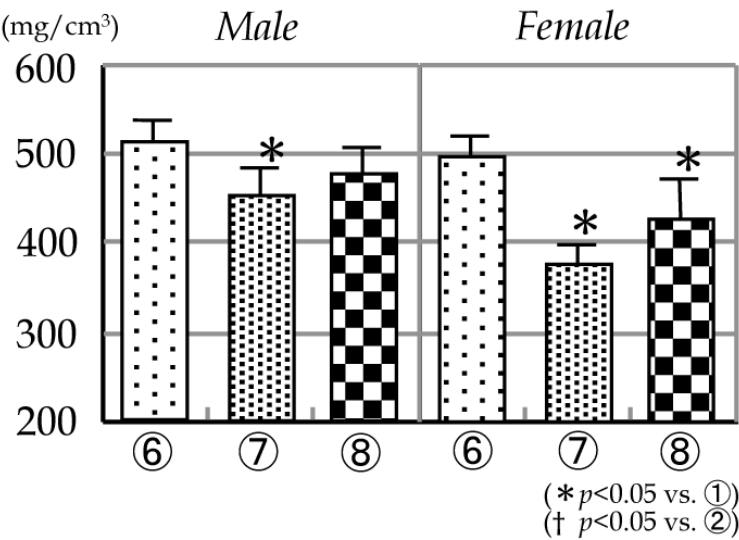 (mg/cm³) Male Female
600
500
400
300
200
* * * *
⑥ ⑦ ⑧ ⑥ ⑦ ⑧
(* p<0.05 vs. ①)
(† p<0.05 vs. ②)